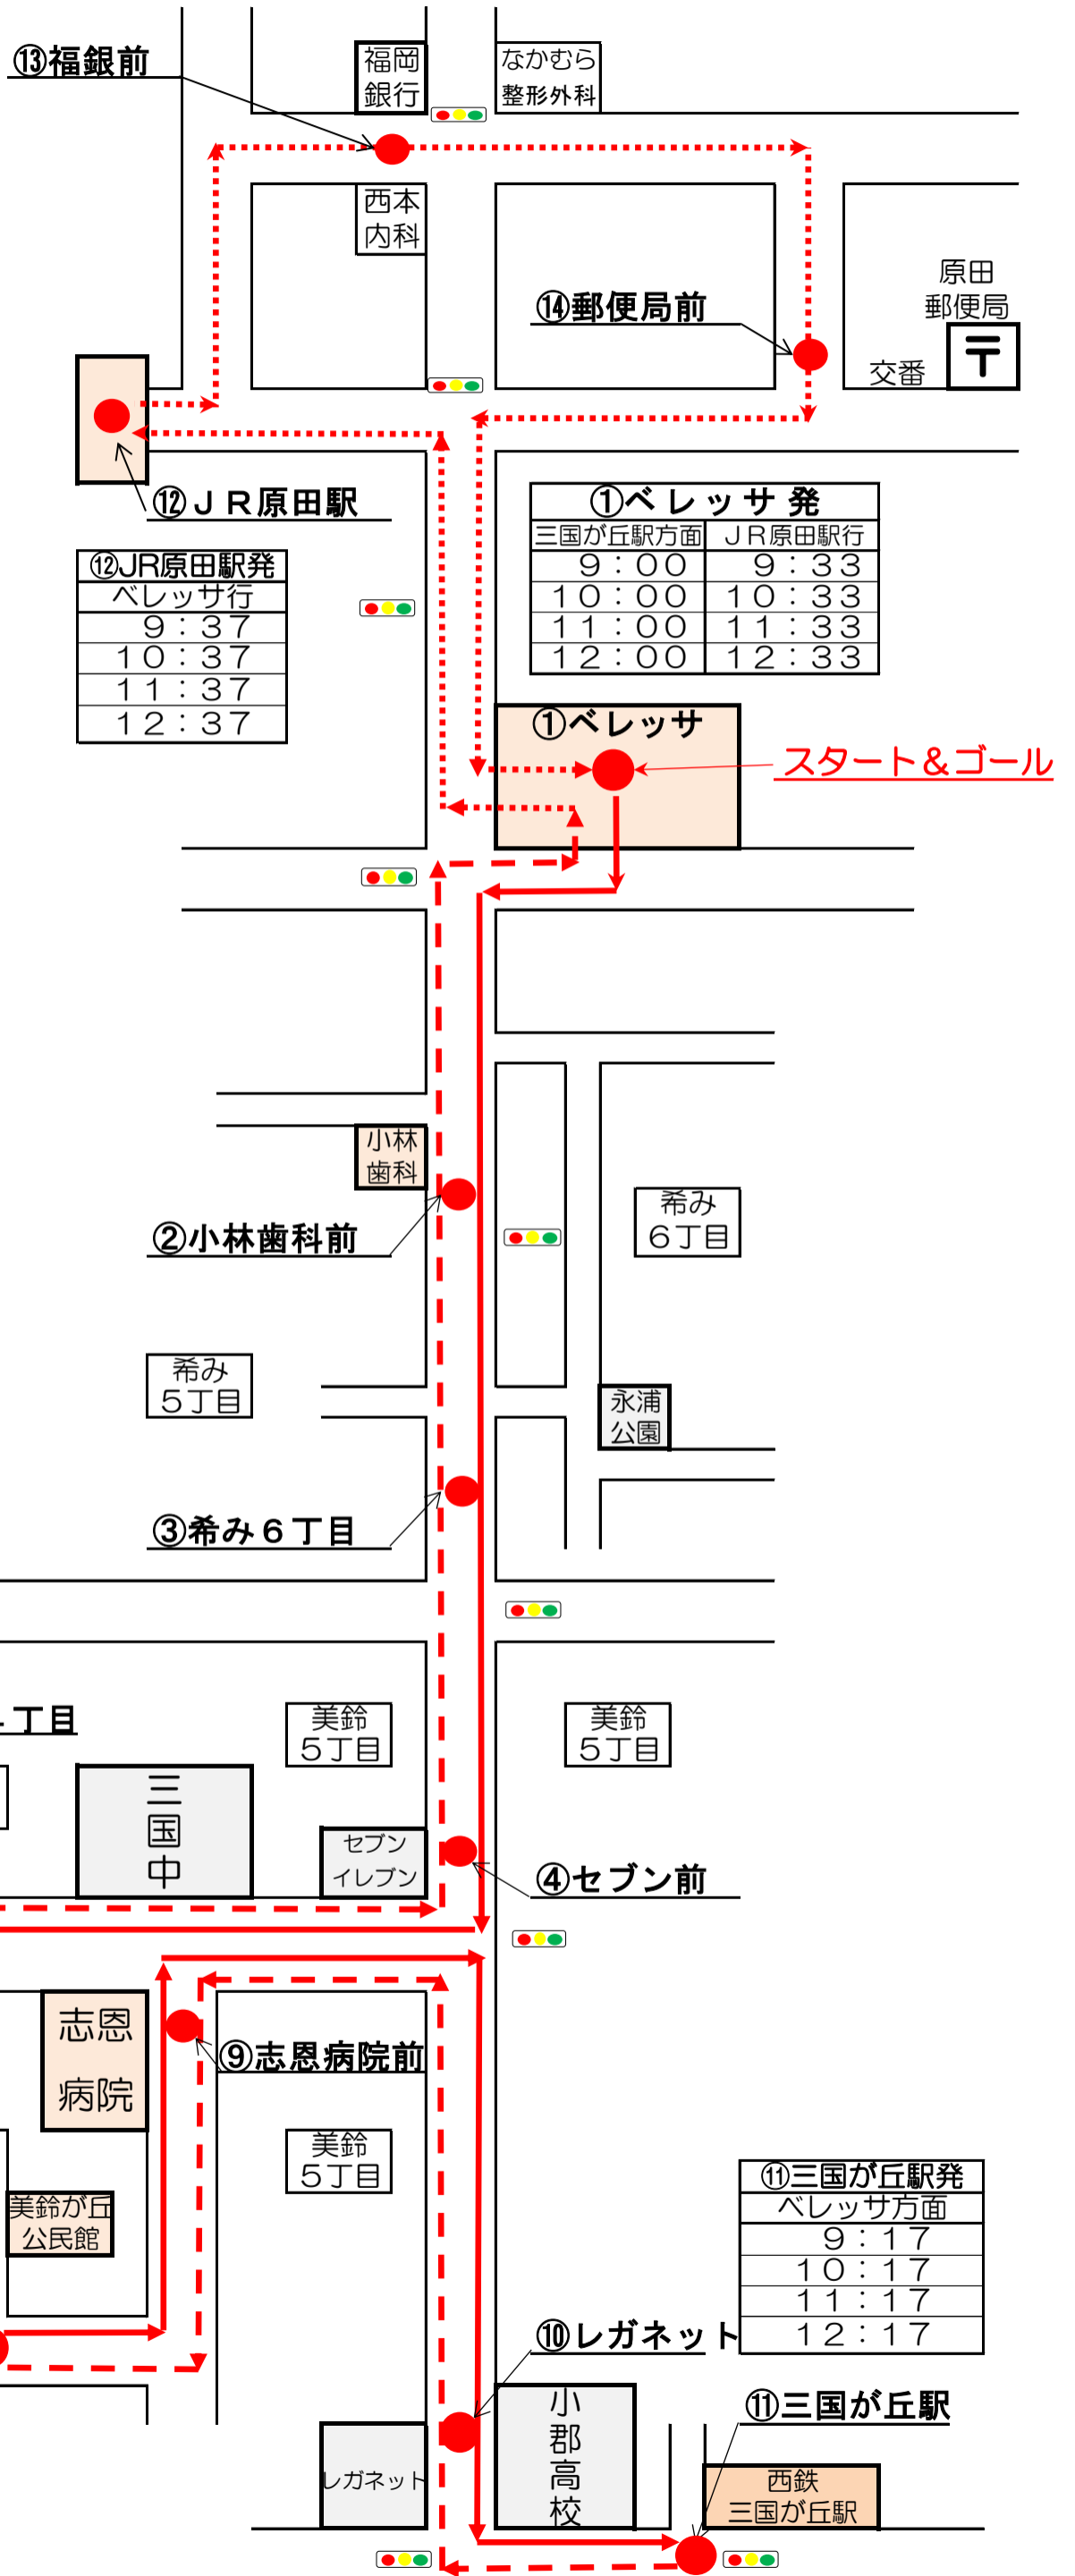 ⑬福銀前
福岡
銀行
なかむら
整形外科
西本
内科
⑭郵便局前
原田
郵便局
〒
交番
⑫ＪＲ原田駅
①ベレッサ発
三国が丘駅方面 ＪＲ原田駅行
９：００ ９：３３
１０：００ １０：３３
１１：００ １１：３３
１２：００ １２：３３
⑫JR原田駅発
ベレッサ行
９：３７
１０：３７
１１：３７
１２：３７
①ベレッサ
スタート＆ゴール
小林
歯科
②小林歯科前
希み
６丁目
希み
５丁目
永浦
公園
③希み６丁目
丁目
美鈴
５丁目
美鈴
５丁目
三
国
中
セブン
イレブン
④セブン前
志恩
病院
⑨志恩病院前
美鈴
５丁目
美鈴が丘
公民館
⑪三国が丘駅発
ベレッサ方面
９：１７
１０：１７
１１：１７
１２：１７
⑩レガネット
小
郡
高
校
⑪三国が丘駅
レガネット
西鉄
三国が丘駅